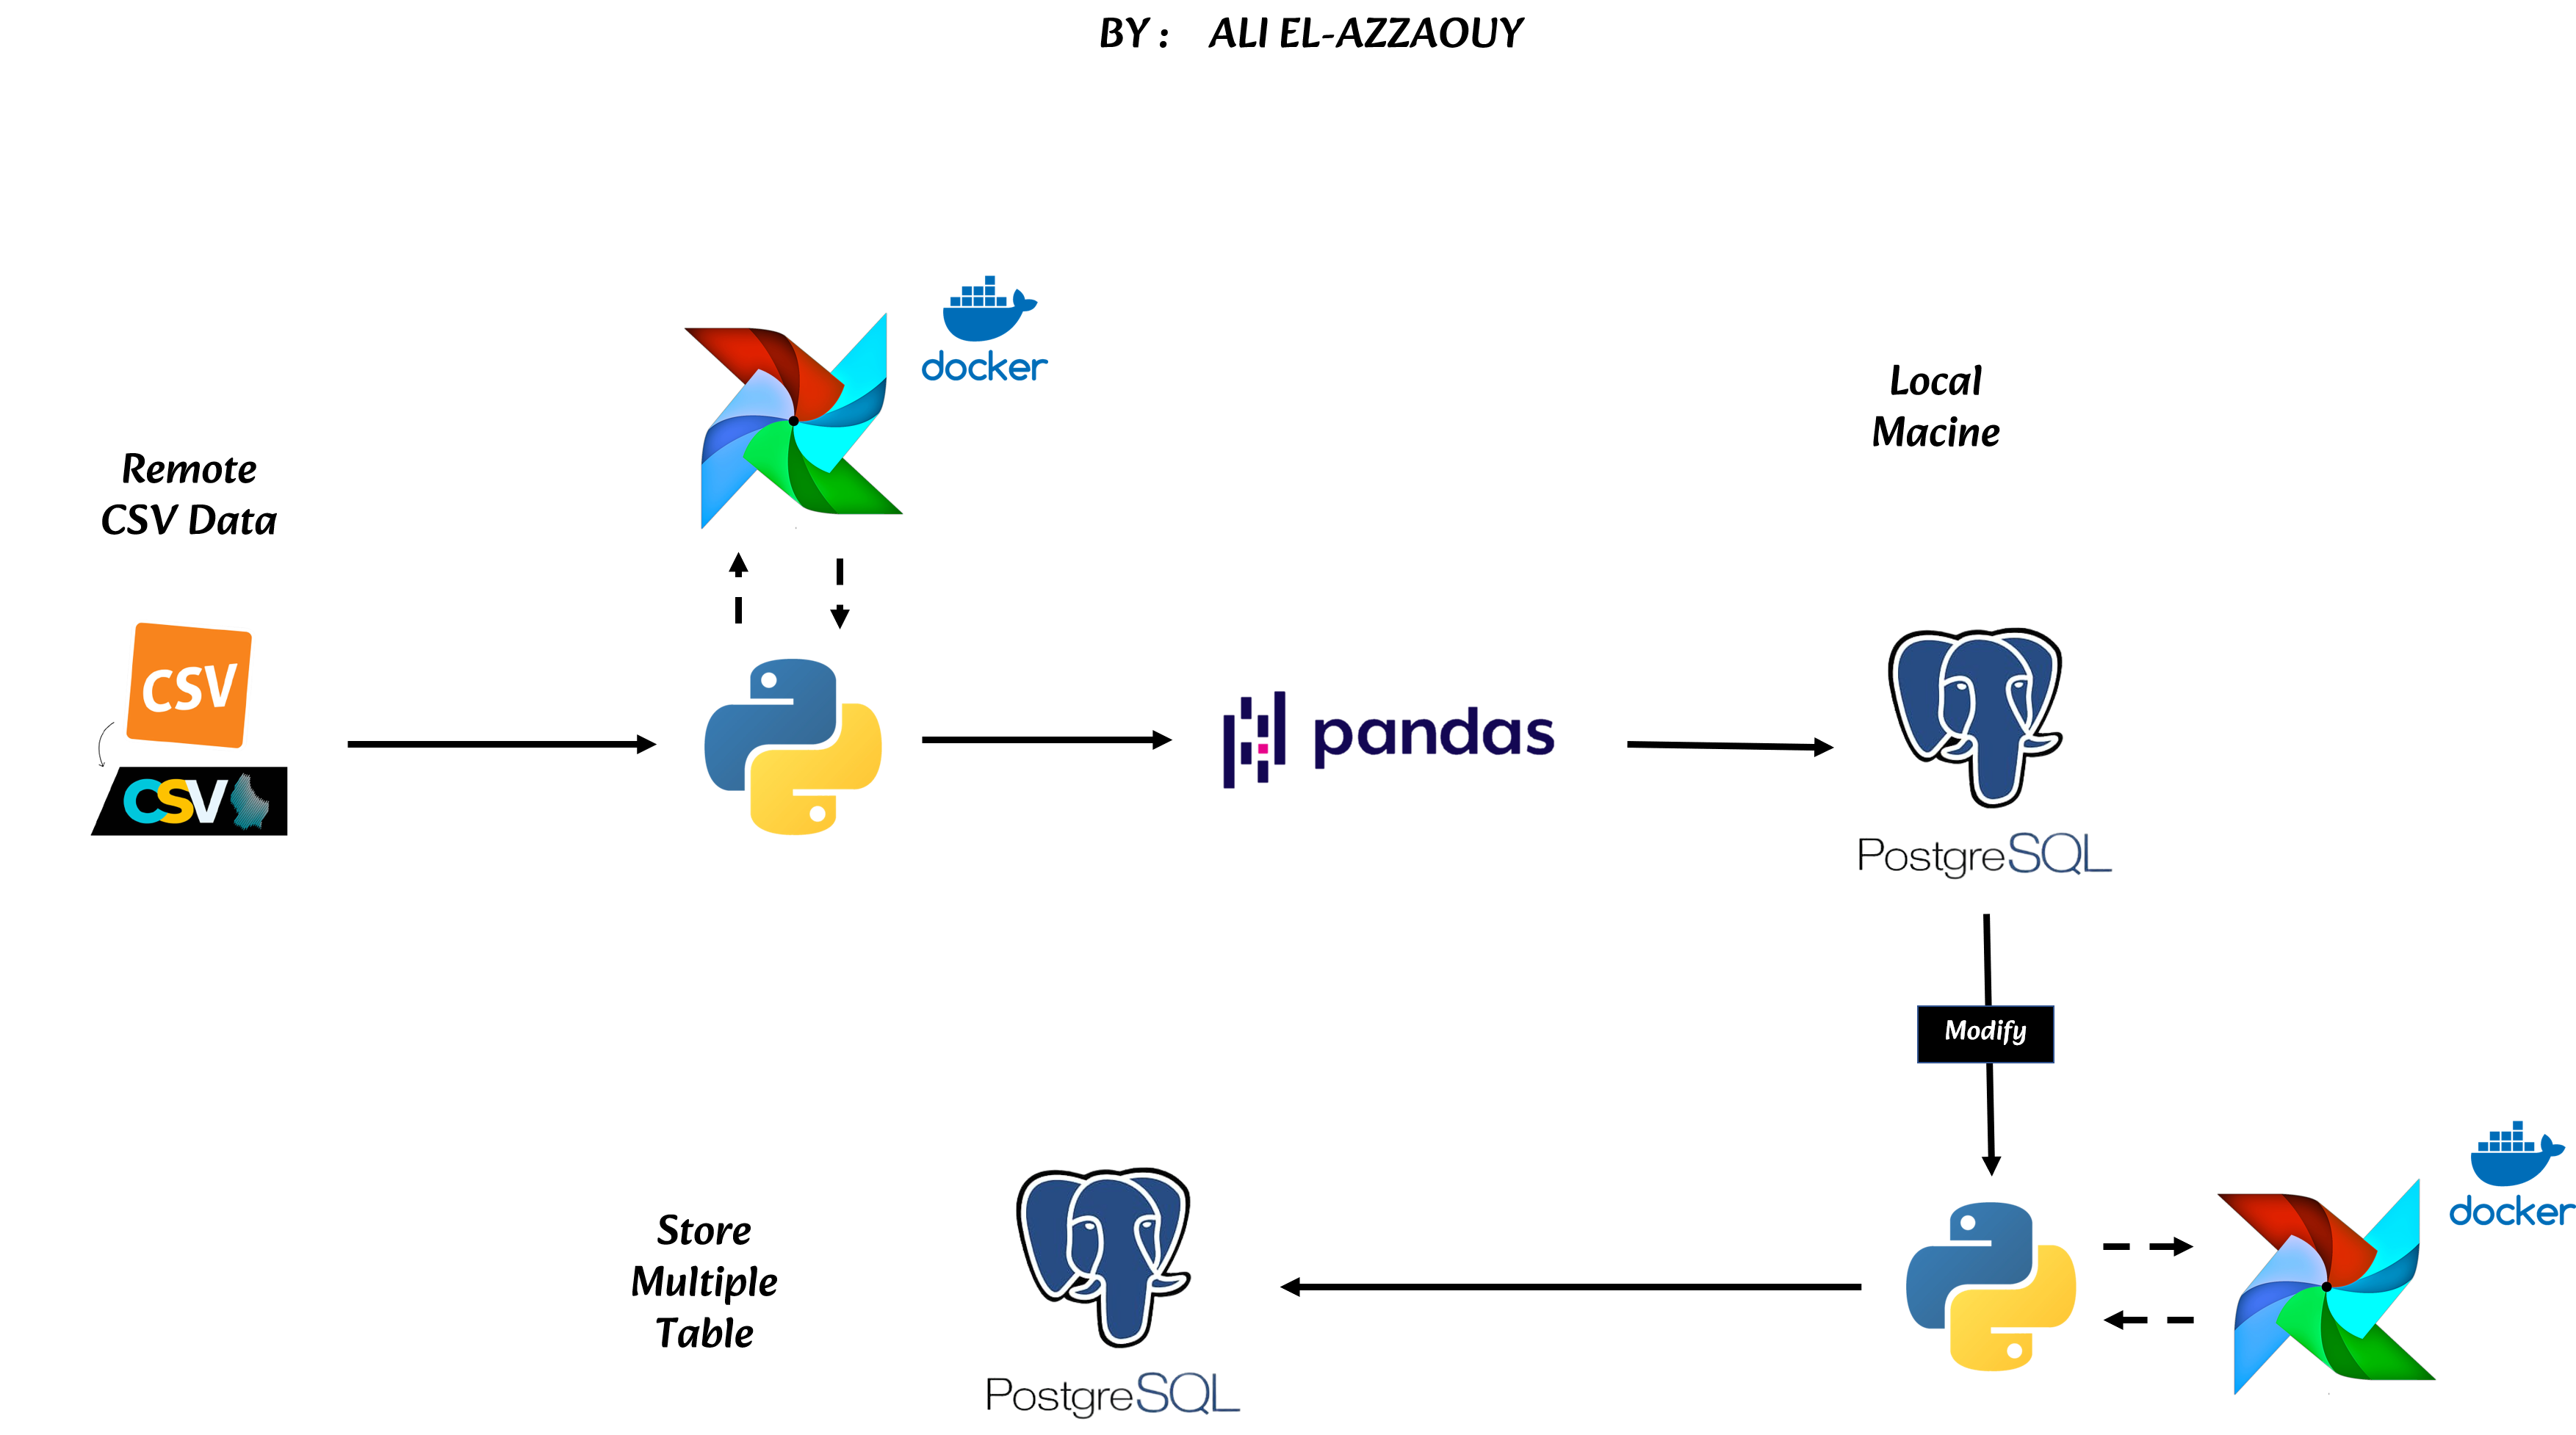 BY : ALI EL-AZZAOUY
docker
Local
Macine
Remote
CSV Data
CSV
CSV
pandas
PostgreSQL
Modify
docker
Store
Multiple
Table
PostgreSQL